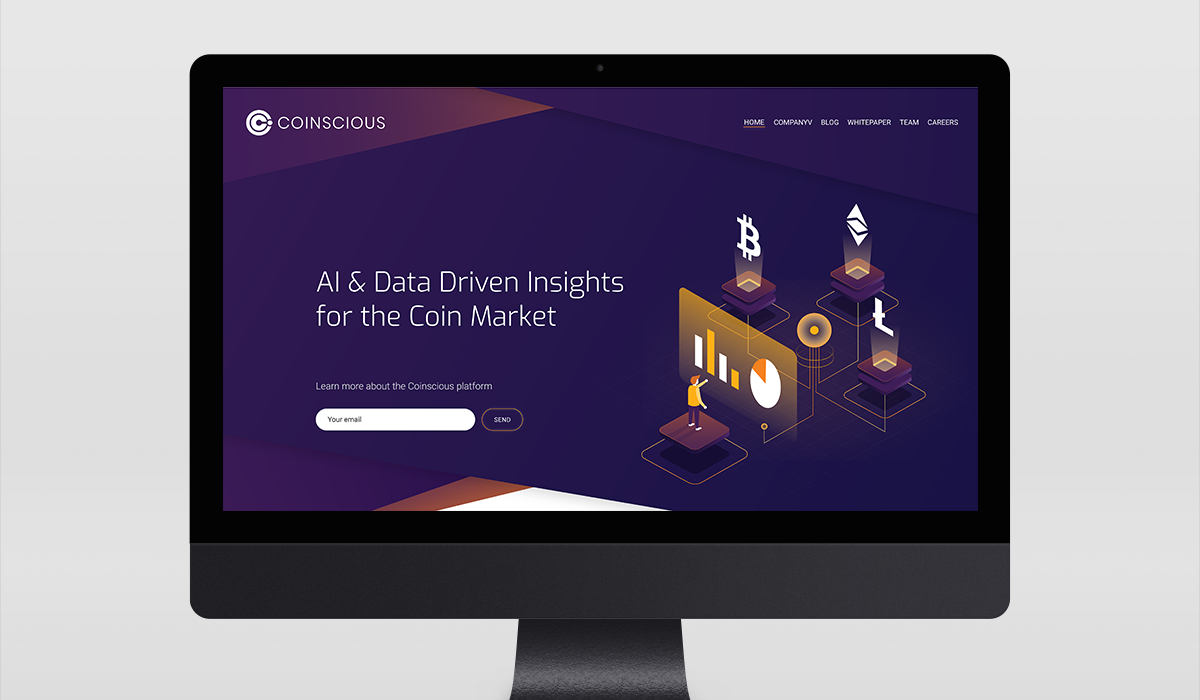 COINSCIOUS
HOME COMPANYV BLOG WHITEPAPER TEAM CAREERS
AI & Data Driven Insights
for the Coin Market
Learn more about the Coinscious platform
Your email SEND